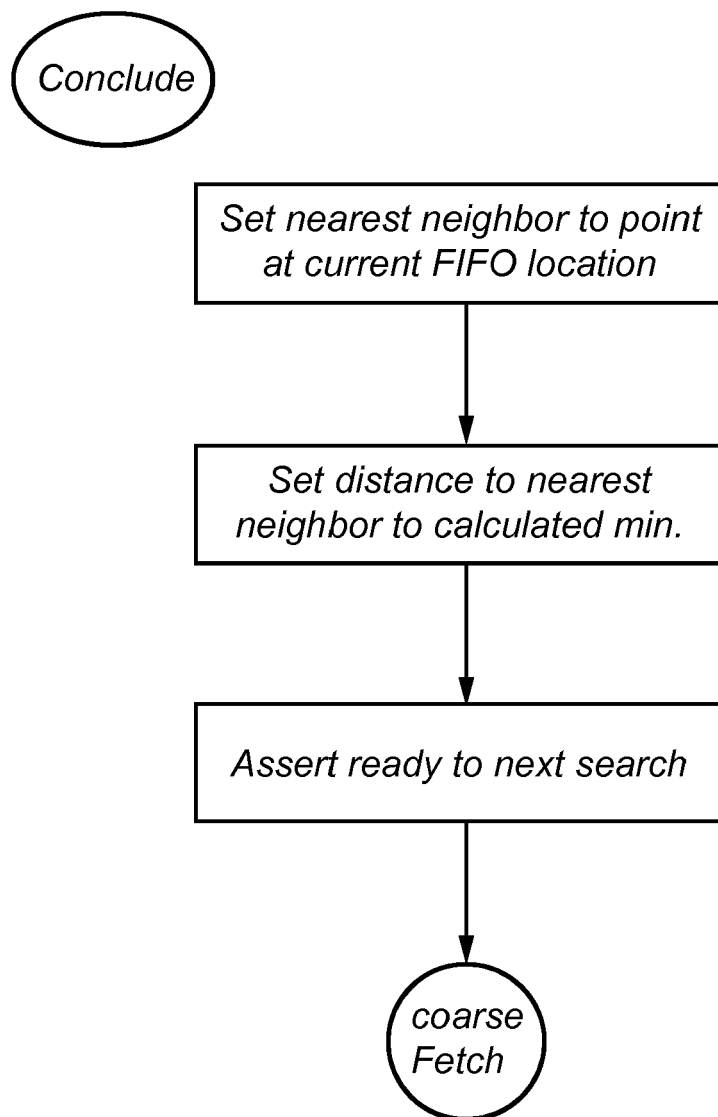 Conclude
Set nearest neighbor to point
at current FIFO location
Set distance to nearest
neighbor to calculated min.
Assert ready to next search
coarse
Fetch